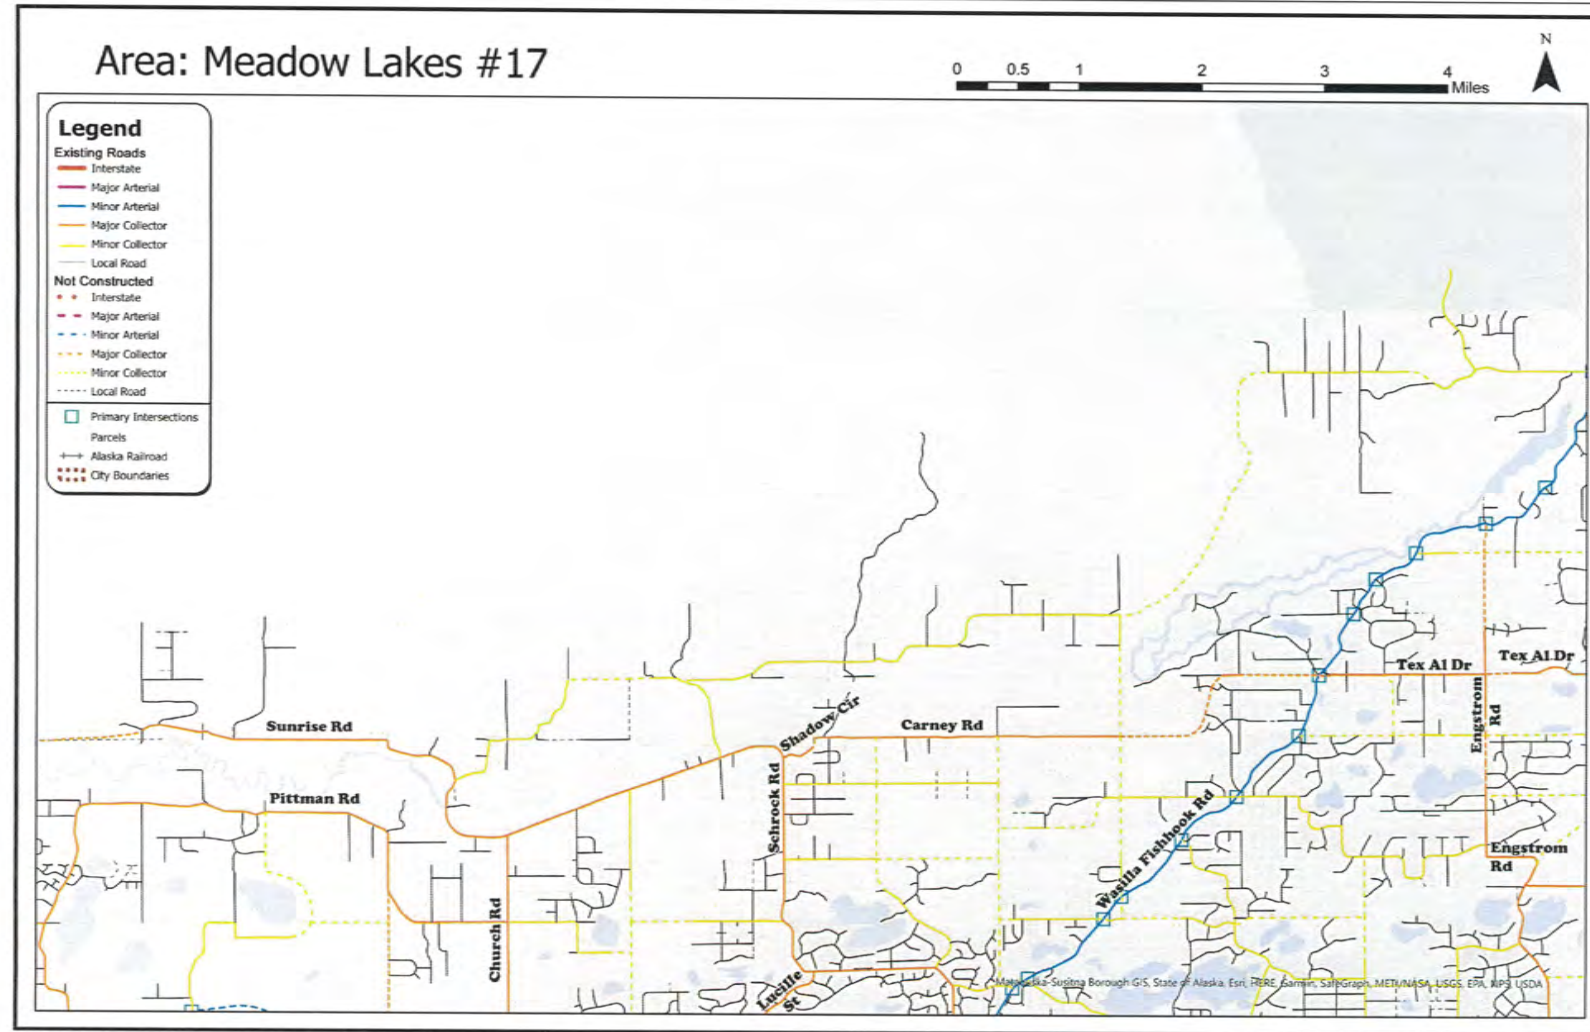 Area: Meadow Lakes #17
N
0 0.5 1 2 3 4
Miles
Legend
Existing Roads
Interstate
Major Arterial
Minor Arterial
Major Collector
Minor Collector
Local Road
Not Constructed
Interstate
Major Arterial
Minor Arterial
Major Collector
Minor Collector
Local Road
Primary Intersections
Parcels
Alaska Railroad
City Boundaries
Tex Al Dr
Tex Al Dr
Engstrom
Rd
Sunrise Rd
Shadow Cir
Carney Rd
Pittman Rd
Schrock Rd
Wasilla Fishhook Rd
Engstrom
Rd
Church Rd
Lucille
St
Matanuska-Susitna Borough GIS, State of Alaska, Esri, HERE, Garmin, SafeGraph, METI/NASA, USGS, EPA, NPS, USDA